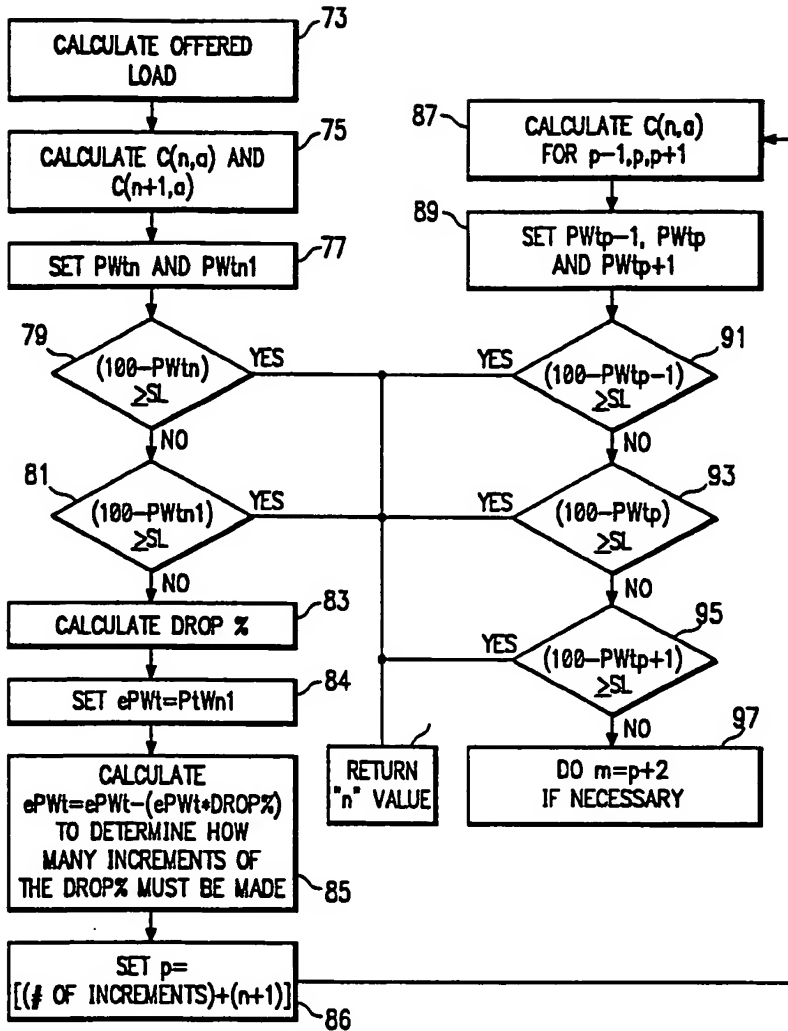 73
CALCULATE OFFERED
LOAD
75
CALCULATE C(n,a) AND
C(n+1,a)
77
SET PWtn AND PWtn1
79
(100-PWtn)
≥SL
YES
NO
81
(100-PWtn1)
≥SL
YES
NO
83
CALCULATE DROP %
84
SET ePWt=PtWn1
CALCULATE
ePWt=ePWt-(ePWt*DROP%)
TO DETERMINE HOW
MANY INCREMENTS OF
THE DROP% MUST BE MADE
85
SET p=
[(# OF INCREMENTS)+(n+1)]
86
87
CALCULATE C(n,a)
FOR p-1,p,p+1
89
SET PWtp-1, PWtp
AND PWtp+1
91
YES
(100-PWtp-1)
≥SL
NO
93
YES
(100-PWtp)
≥SL
NO
95
YES
(100-PWtp+1)
≥SL
NO
97
DO m=p+2
IF NECESSARY
RETURN
"n" VALUE